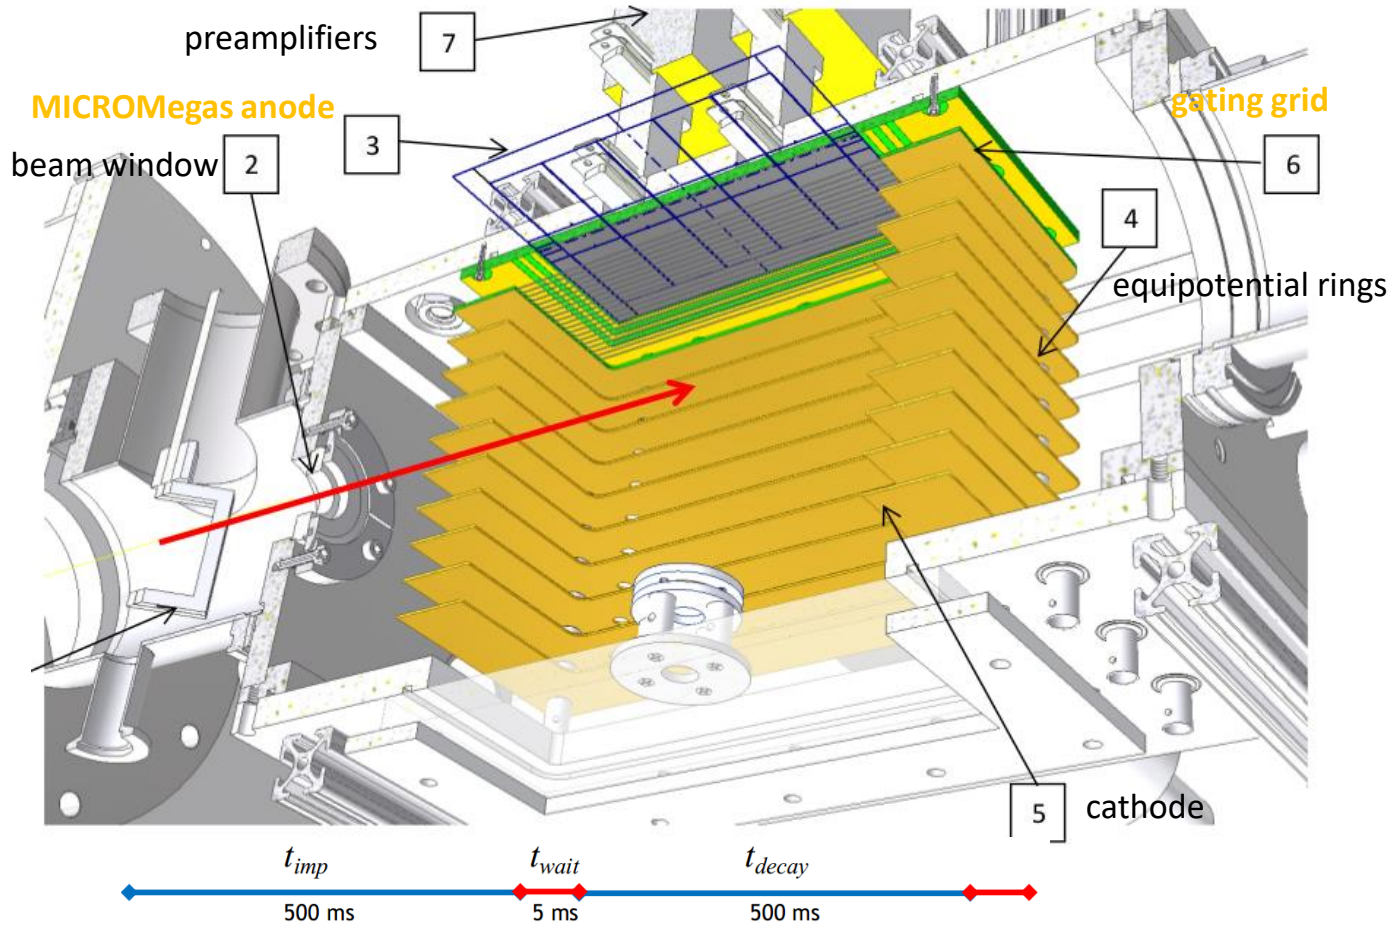 preamplifiers
7
MICROMegas anode
gating grid
3
beam window
2
6
4
equipotential rings
5
cathode
t_imp
t_wait
t_decay
500 ms
5 ms
500 ms